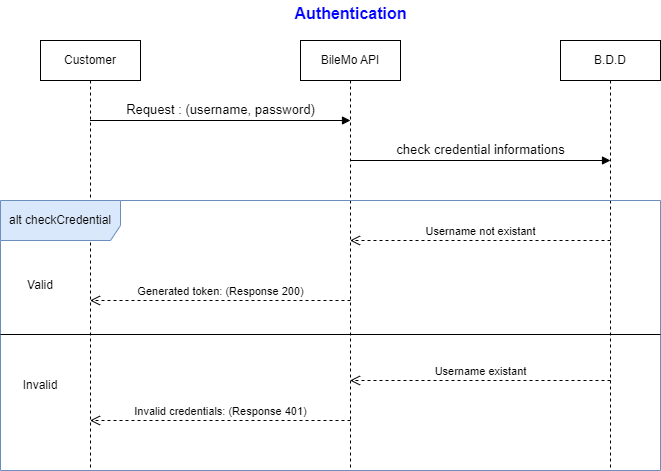 Authentication
Customer
BileMo API
B.D.D
Request : (username, password)
check credential informations
alt checkCredential
Username not existant
Valid
Generated token: (Response 200)
Username existant
Invalid
Invalid credentials: (Response 401)